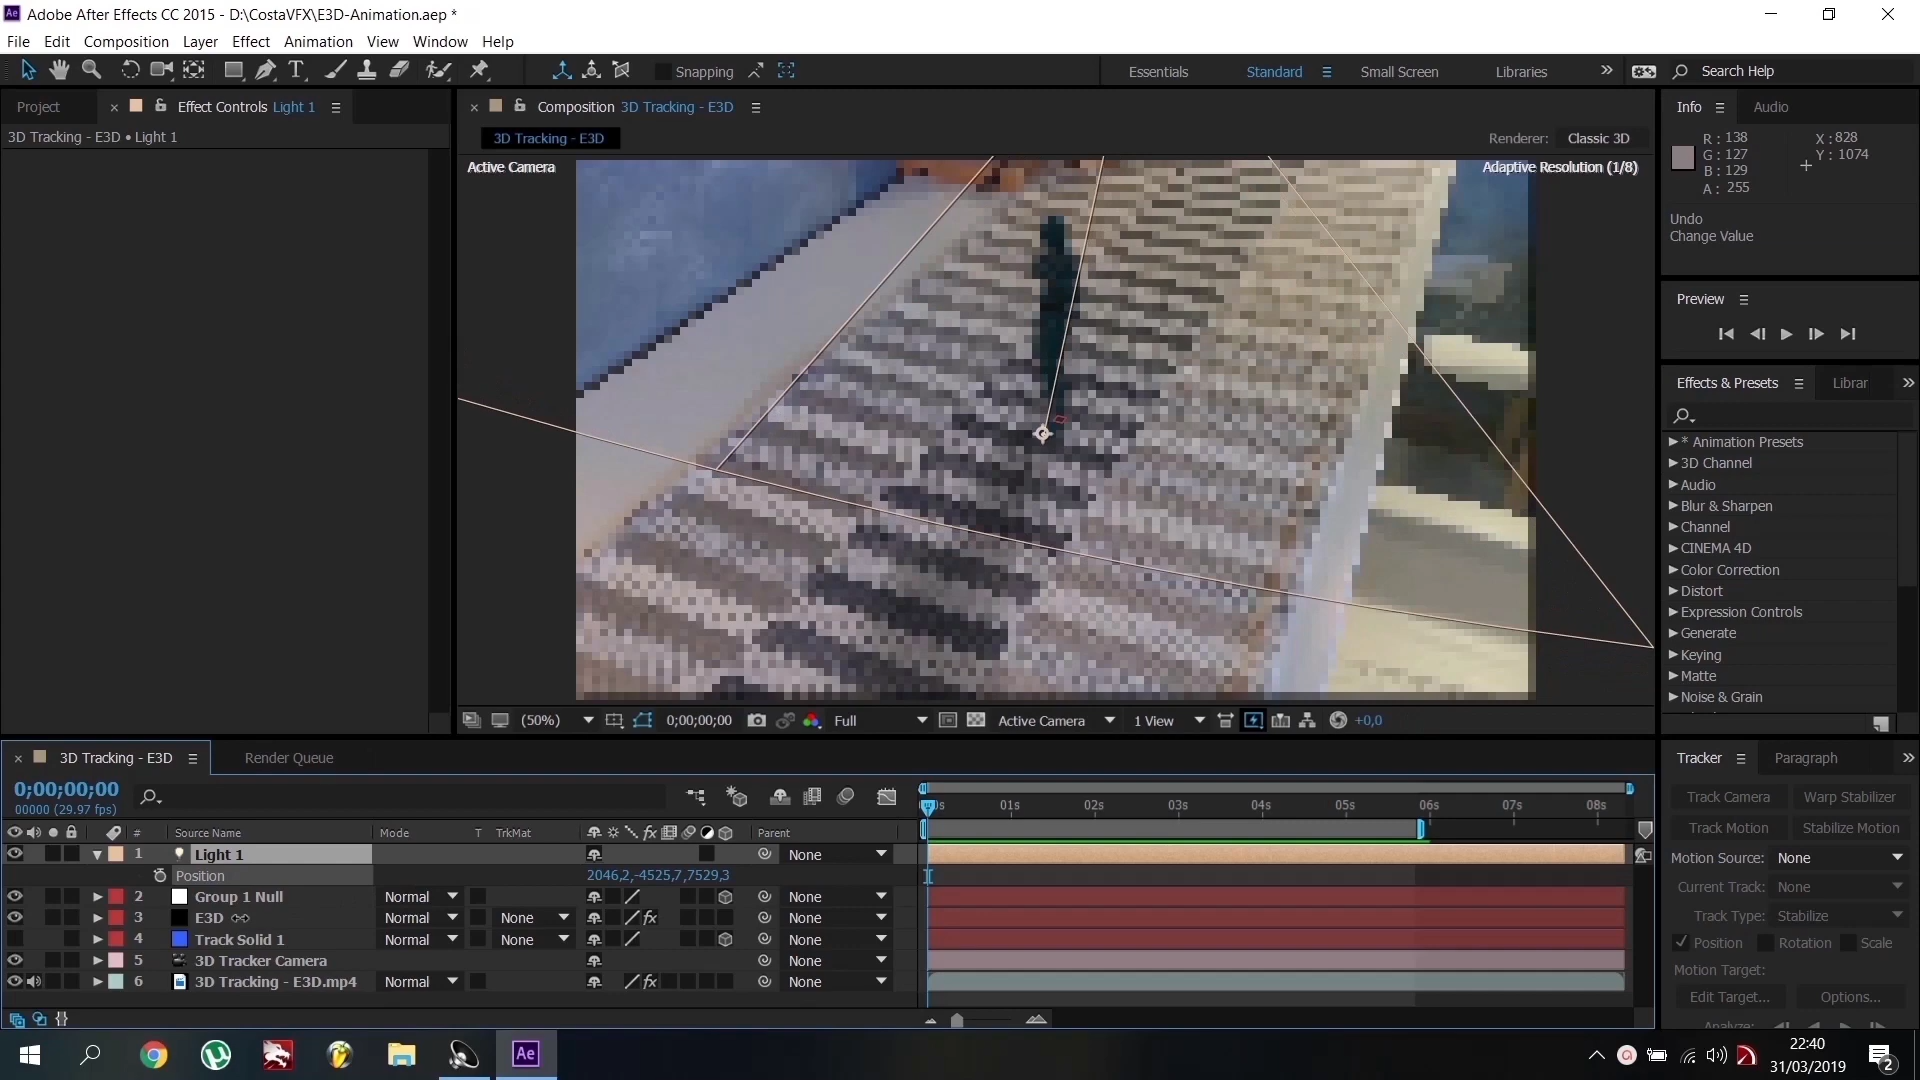 Ae Adobe After Effects CC 2015 - D:\CostaVFX\E3D-Animation.aep *
File Edit Composition Layer Effect Animation View Window Help
Snapping Essentials Standard Small Screen Libraries Search Help
Project Effect Controls Light 1 Composition 3D Tracking - E3D Info Audio
3D Tracking - E3D • Light 1 3D Tracking - E3D Renderer: Classic 3D
Active Camera Adaptive Resolution (1/8)
R : 138 X : 828
G : 127 Y : 1074
B : 129
A : 255
Undo
Change Value
Preview
Effects & Presets Librar
* Animation Presets
3D Channel
Audio
Blur & Sharpen
Channel
CINEMA 4D
Color Correction
Distort
Expression Controls
Generate
Keying
Matte
Noise & Grain
(50%) 0;00;00;00 Full Active Camera 1 View +0,0
3D Tracking - E3D Render Queue
0;00;00;00
00000 (29.97 fps)
01s 02s 03s 04s 05s 06s 07s 08s
# Source Name Mode T TrkMat fx Parent
1 Light 1 None
Position 2046,2,-4525,7,7529,3
2 Group 1 Null Normal None
3 E3D Normal None fx None
4 Track Solid 1 Normal None None
5 3D Tracker Camera None
6 3D Tracking - E3D.mp4 Normal fx None
Tracker Paragraph
Track Camera Warp Stabilizer
Track Motion Stabilize Motion
Motion Source: None
Current Track: None
Track Type: Stabilize
Position Rotation Scale
Motion Target:
Edit Target... Options...
Analyze:
Ae
22:40
31/03/2019
2